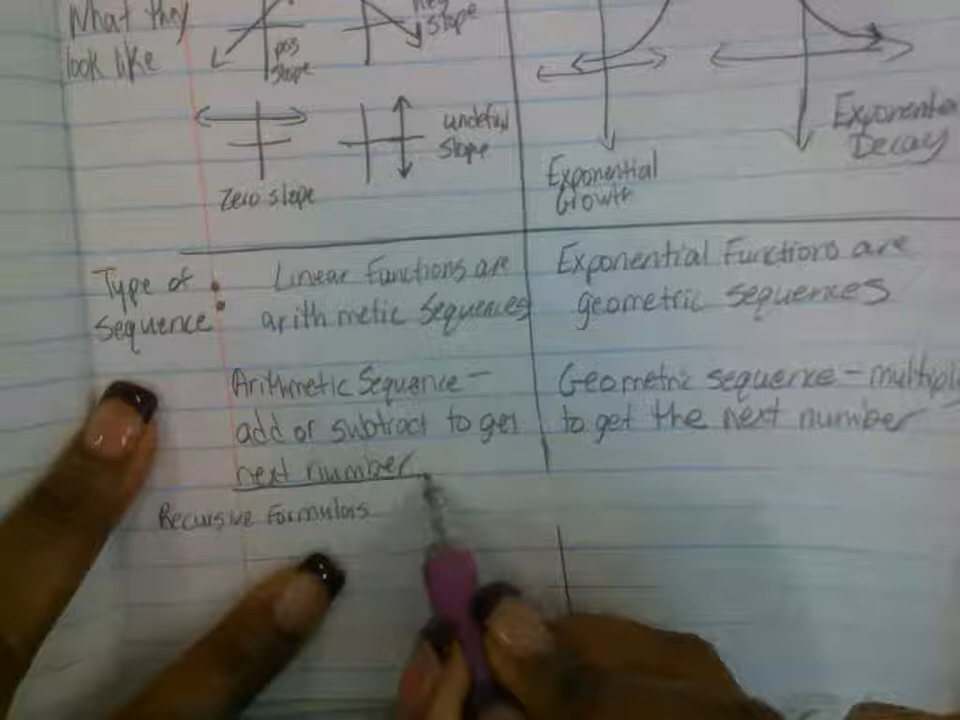 What they
look like
pos
slope
neg
slope
undefind
slope
Zero slope
Exponential
Growth
Exponential
Decay
Type of :
sequence
Linear Functions are
arithmetic sequences
Exponential Functions are
geometric sequences
Arithmetic Sequence -
add or subtract to get
next number
Geometric sequence - multipl
to get the next number
Recursive Formulas